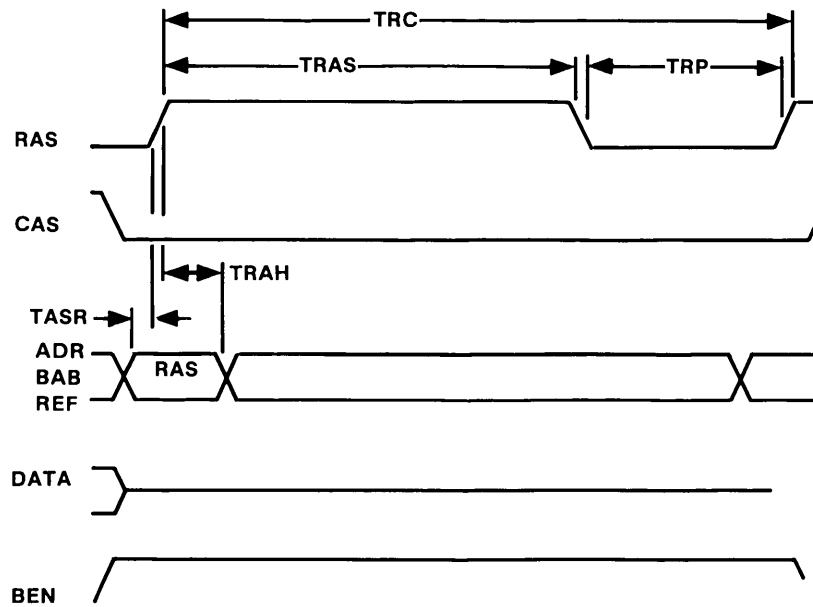 TRC
TRAS
TRP
RAS
CAS
TRAH
TASR
ADR
RAS
BAB
REF
DATA
BEN